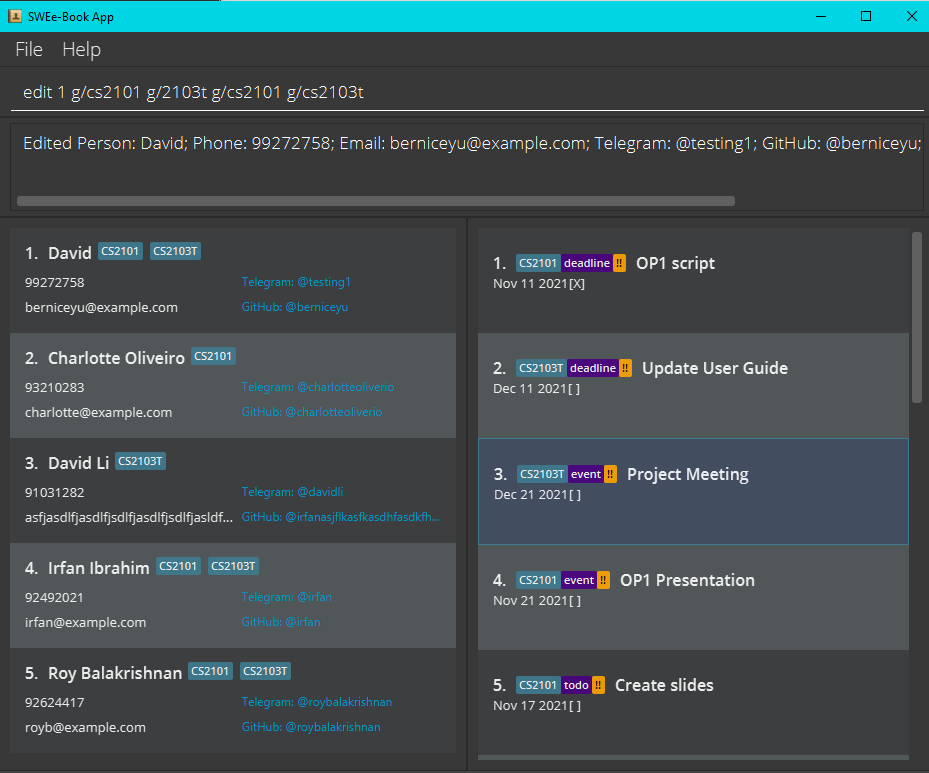 SWEe-Book App
File Help
edit 1 g/cs2101 g/2103t g/cs2101 g/cs2103t
Edited Person: David; Phone: 99272758; Email: berniceyu@example.com; Telegram: @testing1; GitHub: @berniceyu;
1. David CS2101 CS2103T
99272758 Telegram: @testing1
berniceyu@example.com GitHub: @berniceyu
2. Charlotte Oliveiro CS2101
93210283 Telegram: @charlotteoliverio
charlotte@example.com GitHub: @charlotteoliverio
3. David Li CS2103T
91031282 Telegram: @davidli
asfjasdlfjasdlfjsdlfjasdlfjsdlfjasldf... GitHub: @irfanasjflkasfkasdhfasdkfh...
4. Irfan Ibrahim CS2101 CS2103T
92492021 Telegram: @irfan
irfan@example.com GitHub: @irfan
5. Roy Balakrishnan CS2101 CS2103T
92624417 Telegram: @roybalakrishnan
royb@example.com GitHub: @roybalakrishnan
1. CS2101 deadline !! OP1 script
Nov 11 2021[X]
2. CS2103T deadline !! Update User Guide
Dec 11 2021[ ]
3. CS2103T event !! Project Meeting
Dec 21 2021[ ]
4. CS2101 event !! OP1 Presentation
Nov 21 2021[ ]
5. CS2101 todo !! Create slides
Nov 17 2021[ ]